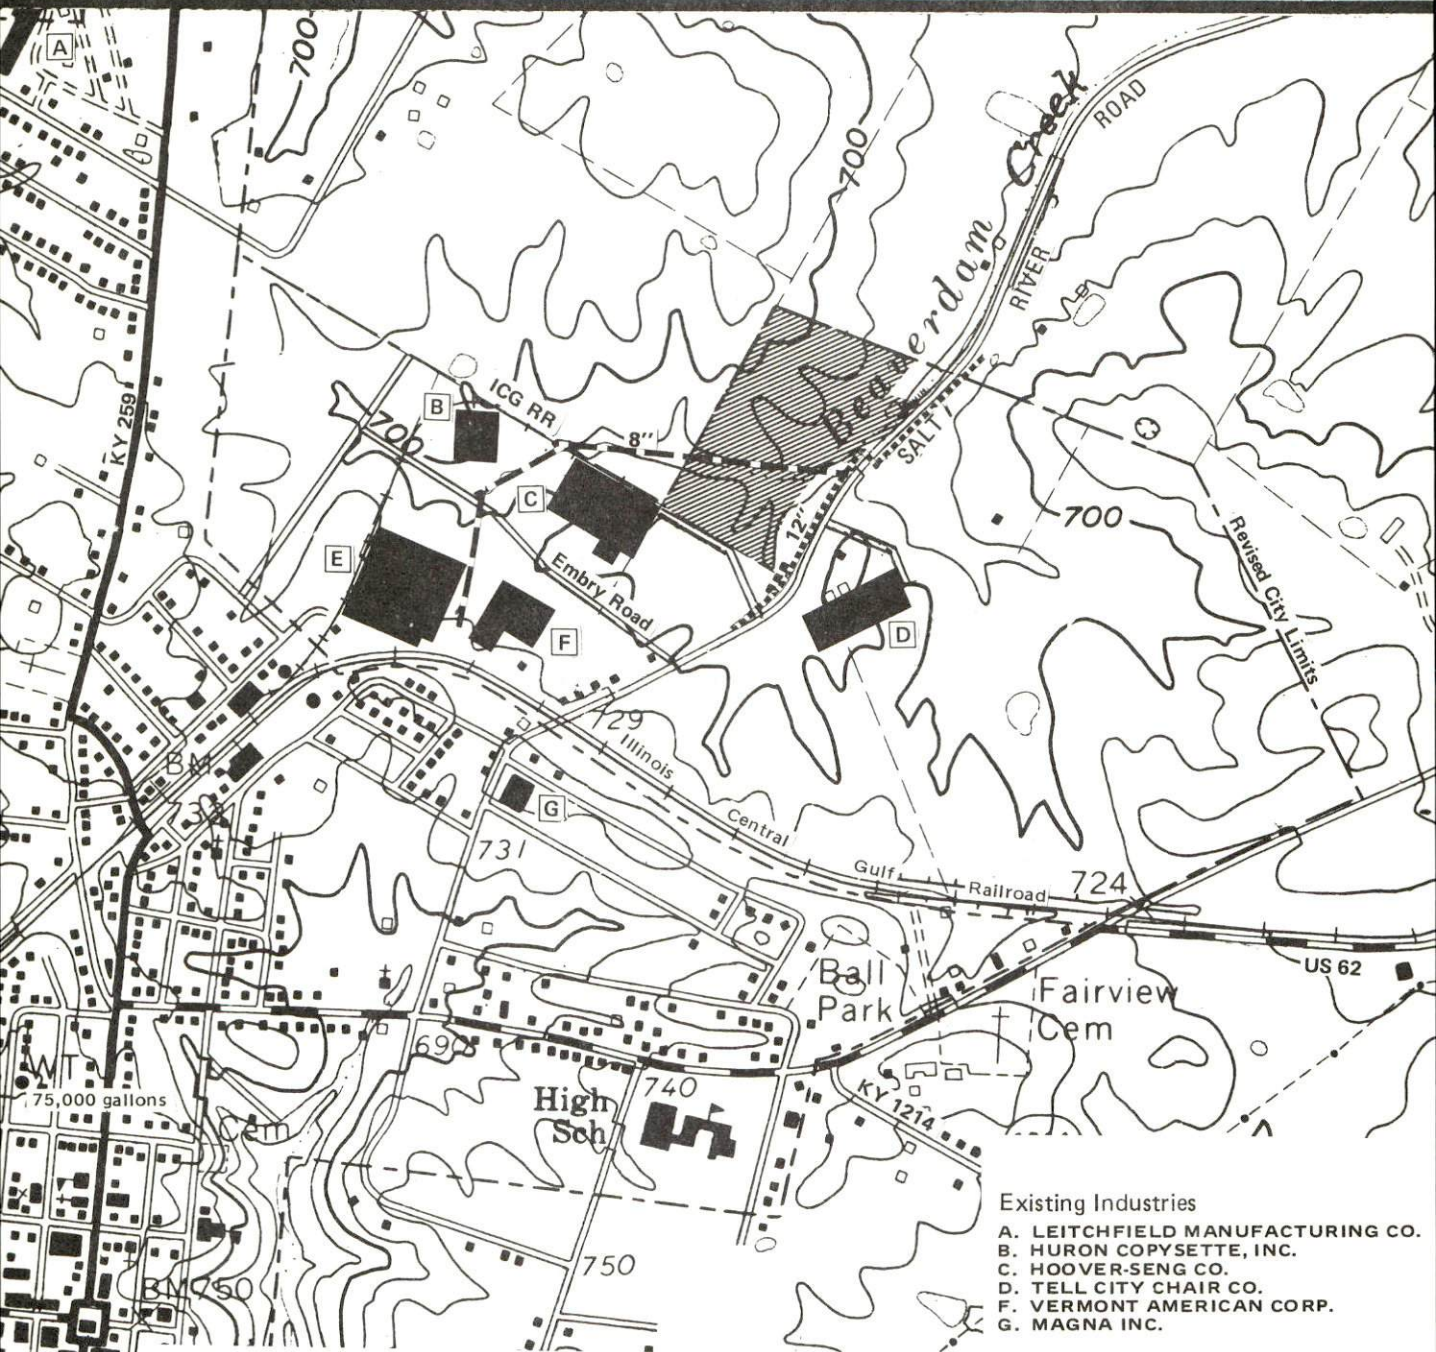 A
700
Creek
ROAD
700
Beaverdam
RIVER
B
ICG RR
KY 259
700
8"
SALT
C
12"
700
E
Embry Road
Revised City Limits
F
D
729
Illinois
BM
G
Central
731
Gulf
Railroad
724
US 62
Ball
Park
Fairview
Cem
690
WT
75,000 gallons
740
KY 1214
High
Sch
Cem
750
BM 750
Existing Industries
A. LEITCHFIELD MANUFACTURING CO.
B. HURON COPYSETTE, INC.
C. HOOVER-SENG CO.
D. TELL CITY CHAIR CO.
F. VERMONT AMERICAN CORP.
G. MAGNA INC.